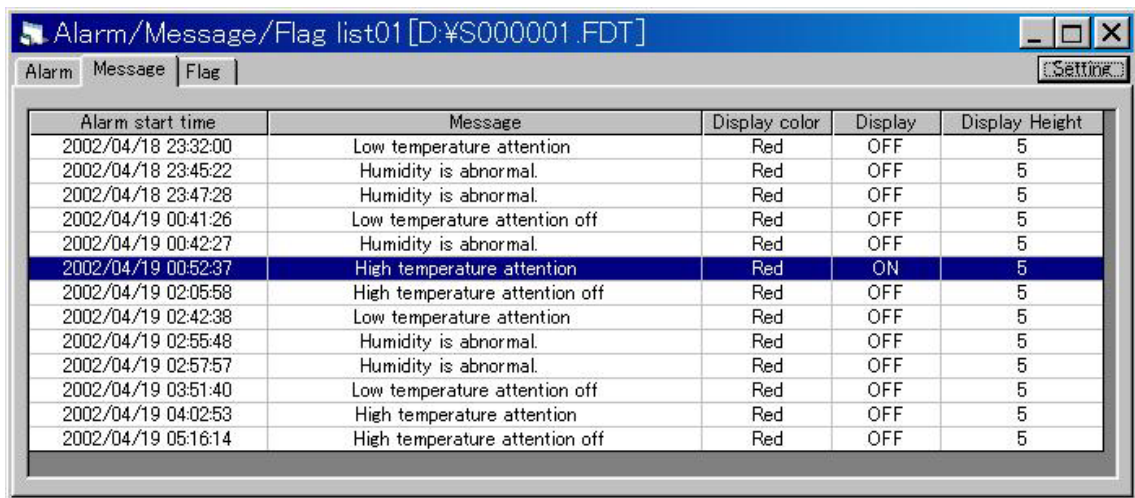 Alarm/Message/Flag list01[D:¥S000001.FDT]
Alarm Message Flag Setting
Alarm start time Message Display color Display Display Height
2002/04/18 23:32:00 Low temperature attention Red OFF 5
2002/04/18 23:45:22 Humidity is abnormal. Red OFF 5
2002/04/18 23:47:28 Humidity is abnormal. Red OFF 5
2002/04/19 00:41:26 Low temperature attention off Red OFF 5
2002/04/19 00:42:27 Humidity is abnormal. Red OFF 5
2002/04/19 00:52:37 High temperature attention Red ON 5
2002/04/19 02:05:58 High temperature attention off Red OFF 5
2002/04/19 02:42:38 Low temperature attention Red OFF 5
2002/04/19 02:55:48 Humidity is abnormal. Red OFF 5
2002/04/19 02:57:57 Humidity is abnormal. Red OFF 5
2002/04/19 03:51:40 Low temperature attention off Red OFF 5
2002/04/19 04:02:53 High temperature attention Red OFF 5
2002/04/19 05:16:14 High temperature attention off Red OFF 5